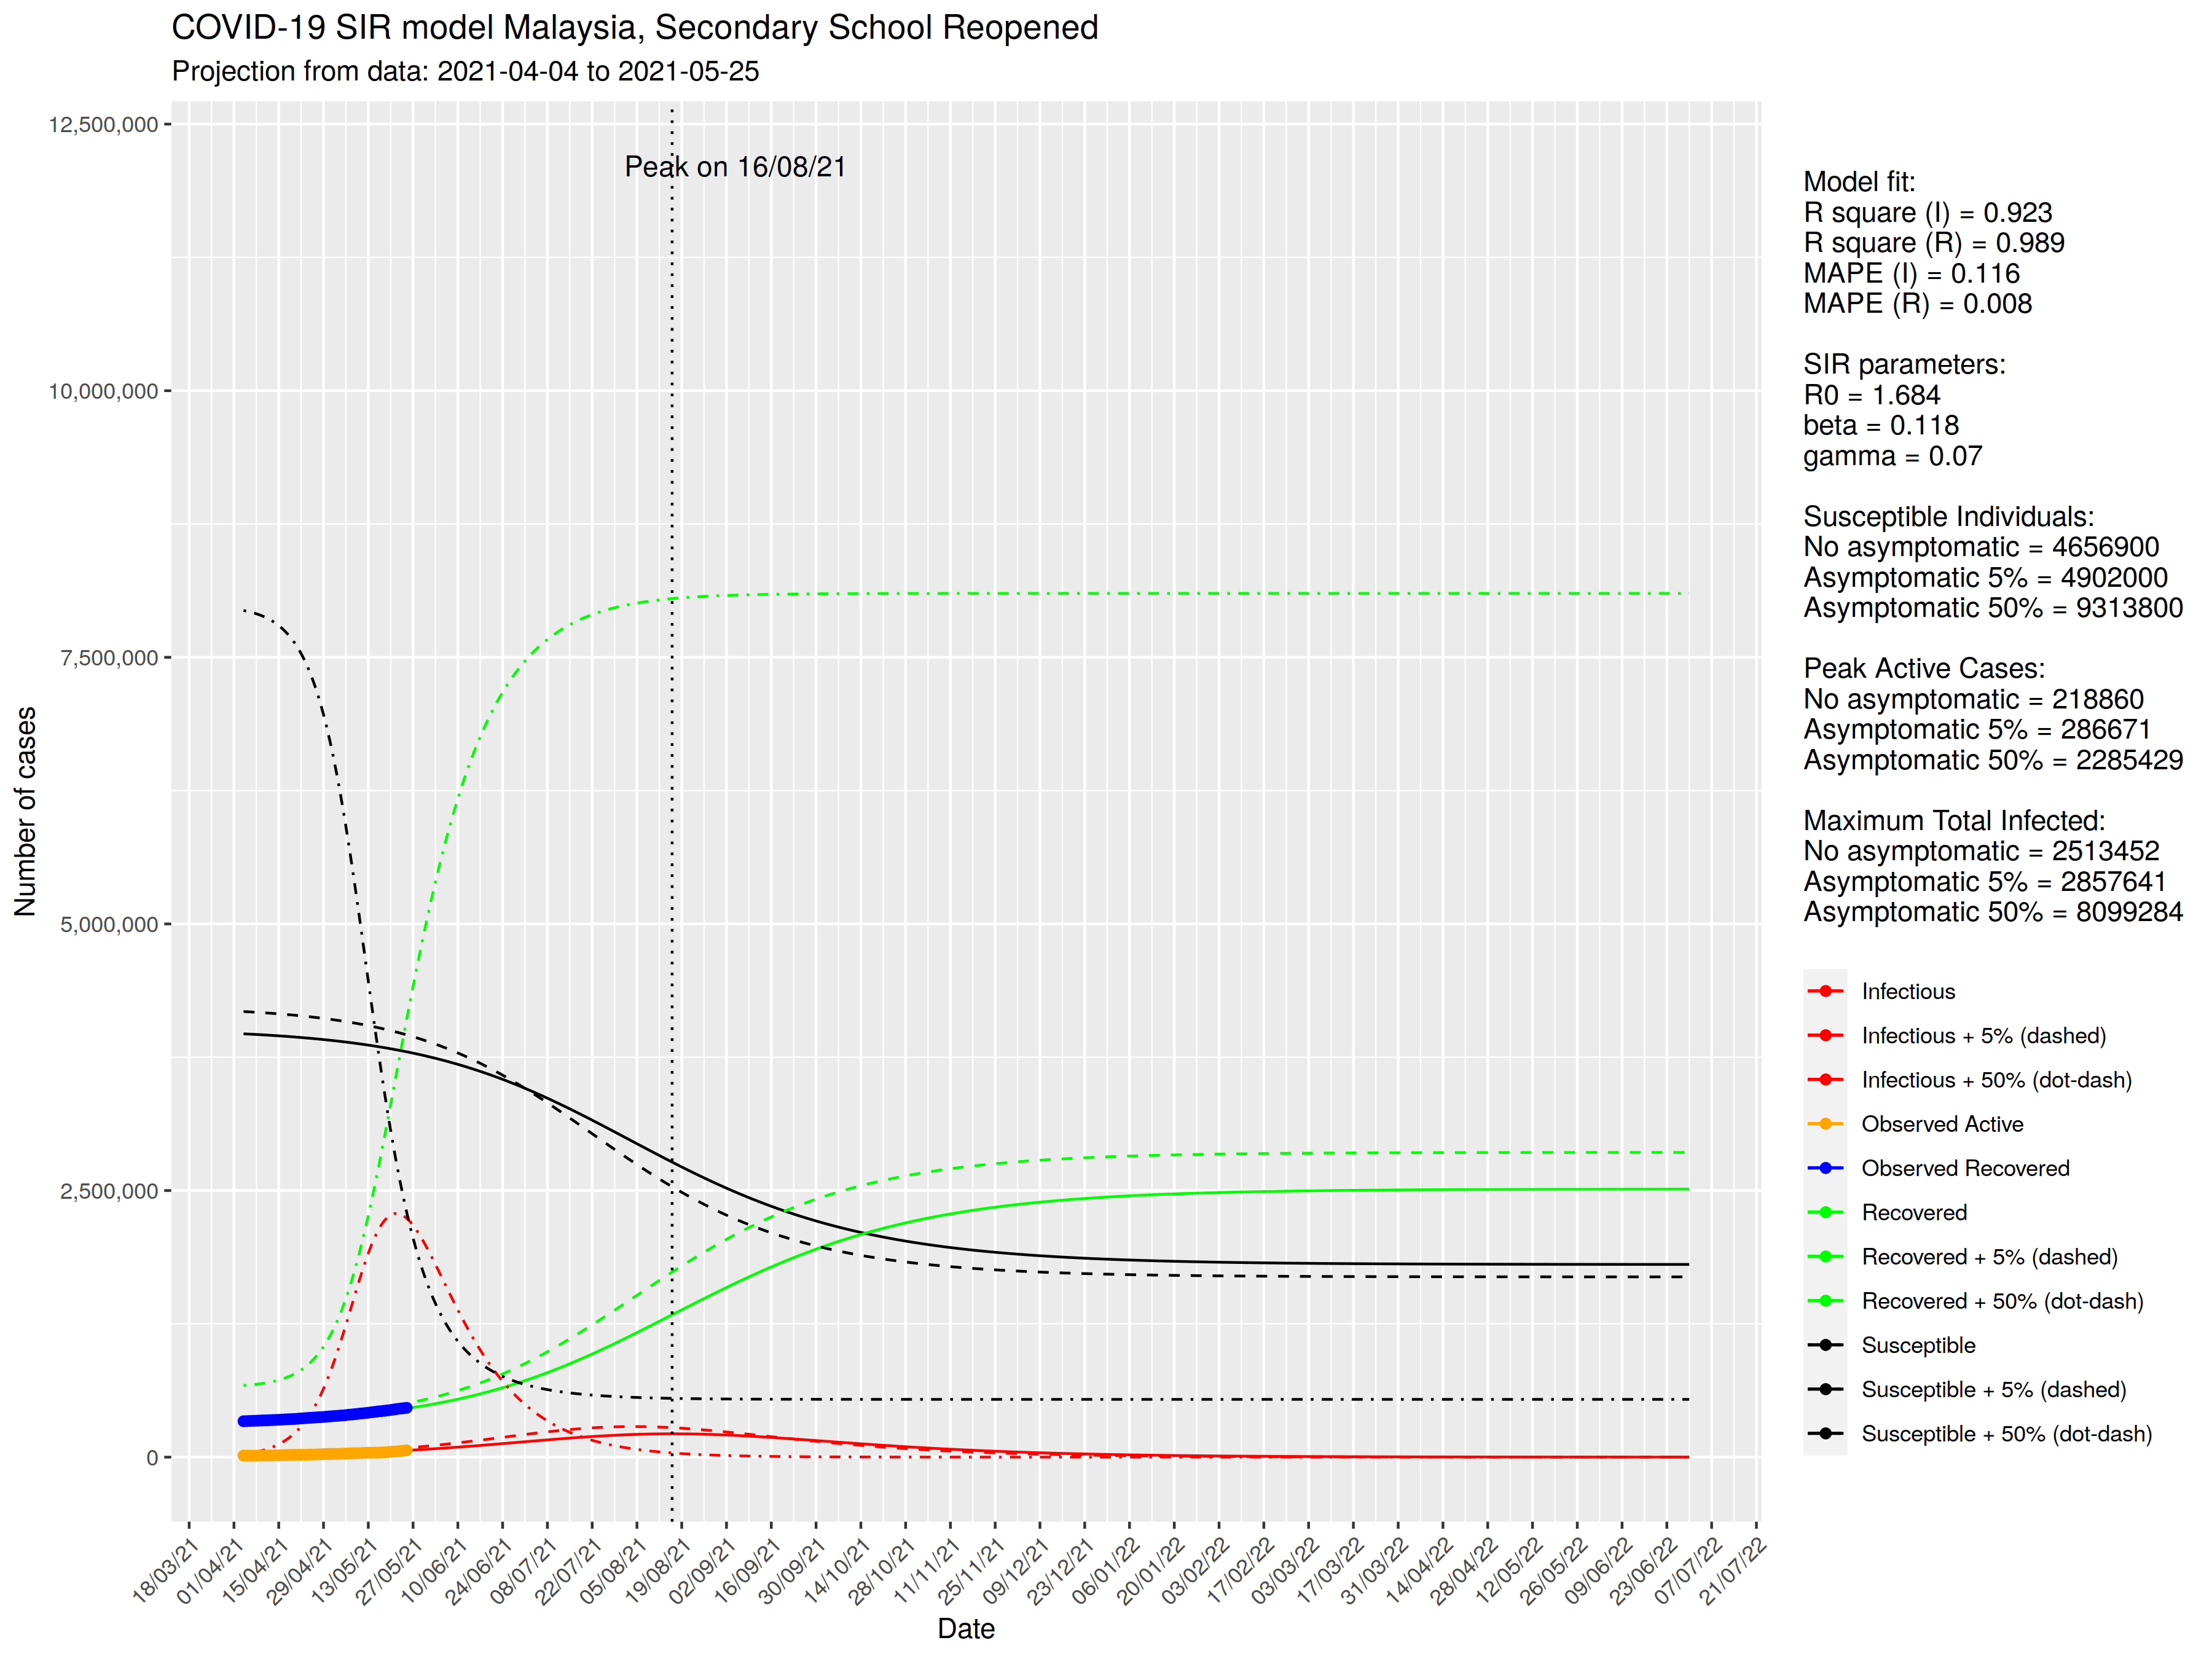 COVID-19 SIR model Malaysia, Secondary School Reopened
Projection from data: 2021-04-04 to 2021-05-25
12,500,000
10,000,000
7,500,000
5,000,000
2,500,000
0
Number of cases
Peak on 16/08/21
18/03/21
01/04/21
15/04/21
29/04/21
13/05/21
27/05/21
10/06/21
24/06/21
08/07/21
22/07/21
05/08/21
19/08/21
02/09/21
16/09/21
30/09/21
14/10/21
28/10/21
11/11/21
25/11/21
09/12/21
23/12/21
06/01/22
20/01/22
03/02/22
17/02/22
03/03/22
17/03/22
31/03/22
14/04/22
28/04/22
12/05/22
26/05/22
09/06/22
23/06/22
07/07/22
21/07/22
Date
Model fit:
R square (I) = 0.923
R square (R) = 0.989
MAPE (I) = 0.116
MAPE (R) = 0.008
SIR parameters:
R0 = 1.684
beta = 0.118
gamma = 0.07
Susceptible Individuals:
No asymptomatic = 4656900
Asymptomatic 5% = 4902000
Asymptomatic 50% = 9313800
Peak Active Cases:
No asymptomatic = 218860
Asymptomatic 5% = 286671
Asymptomatic 50% = 2285429
Maximum Total Infected:
No asymptomatic = 2513452
Asymptomatic 5% = 2857641
Asymptomatic 50% = 8099284
Infectious
Infectious + 5% (dashed)
Infectious + 50% (dot-dash)
Observed Active
Observed Recovered
Recovered
Recovered + 5% (dashed)
Recovered + 50% (dot-dash)
Susceptible
Susceptible + 5% (dashed)
Susceptible + 50% (dot-dash)